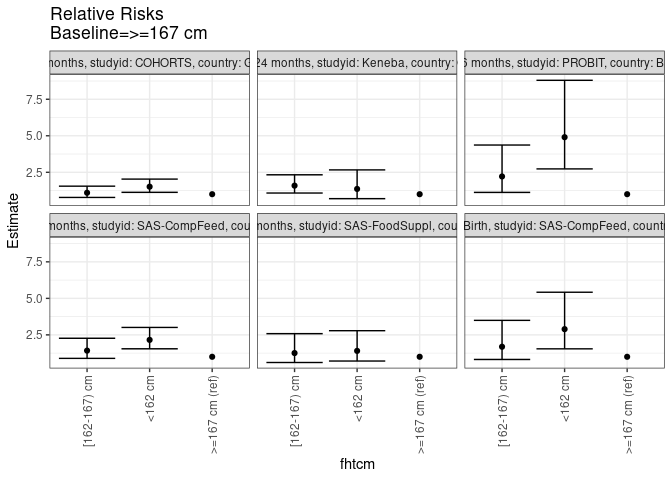 Relative Risks
Baseline=>=167 cm
months, studyid: COHORTS, country: G
24 months, studyid: Keneba, country:
6 months, studyid: PROBIT, country: B
7.5
5.0
2.5
months, studyid: SAS-CompFeed, cou
months, studyid: SAS-FoodSuppl, cou
Birth, studyid: SAS-CompFeed, countr
7.5
5.0
2.5
Estimate
[162-167) cm
<162 cm
>=167 cm (ref)
[162-167) cm
<162 cm
>=167 cm (ref)
[162-167) cm
<162 cm
>=167 cm (ref)
fhtcm